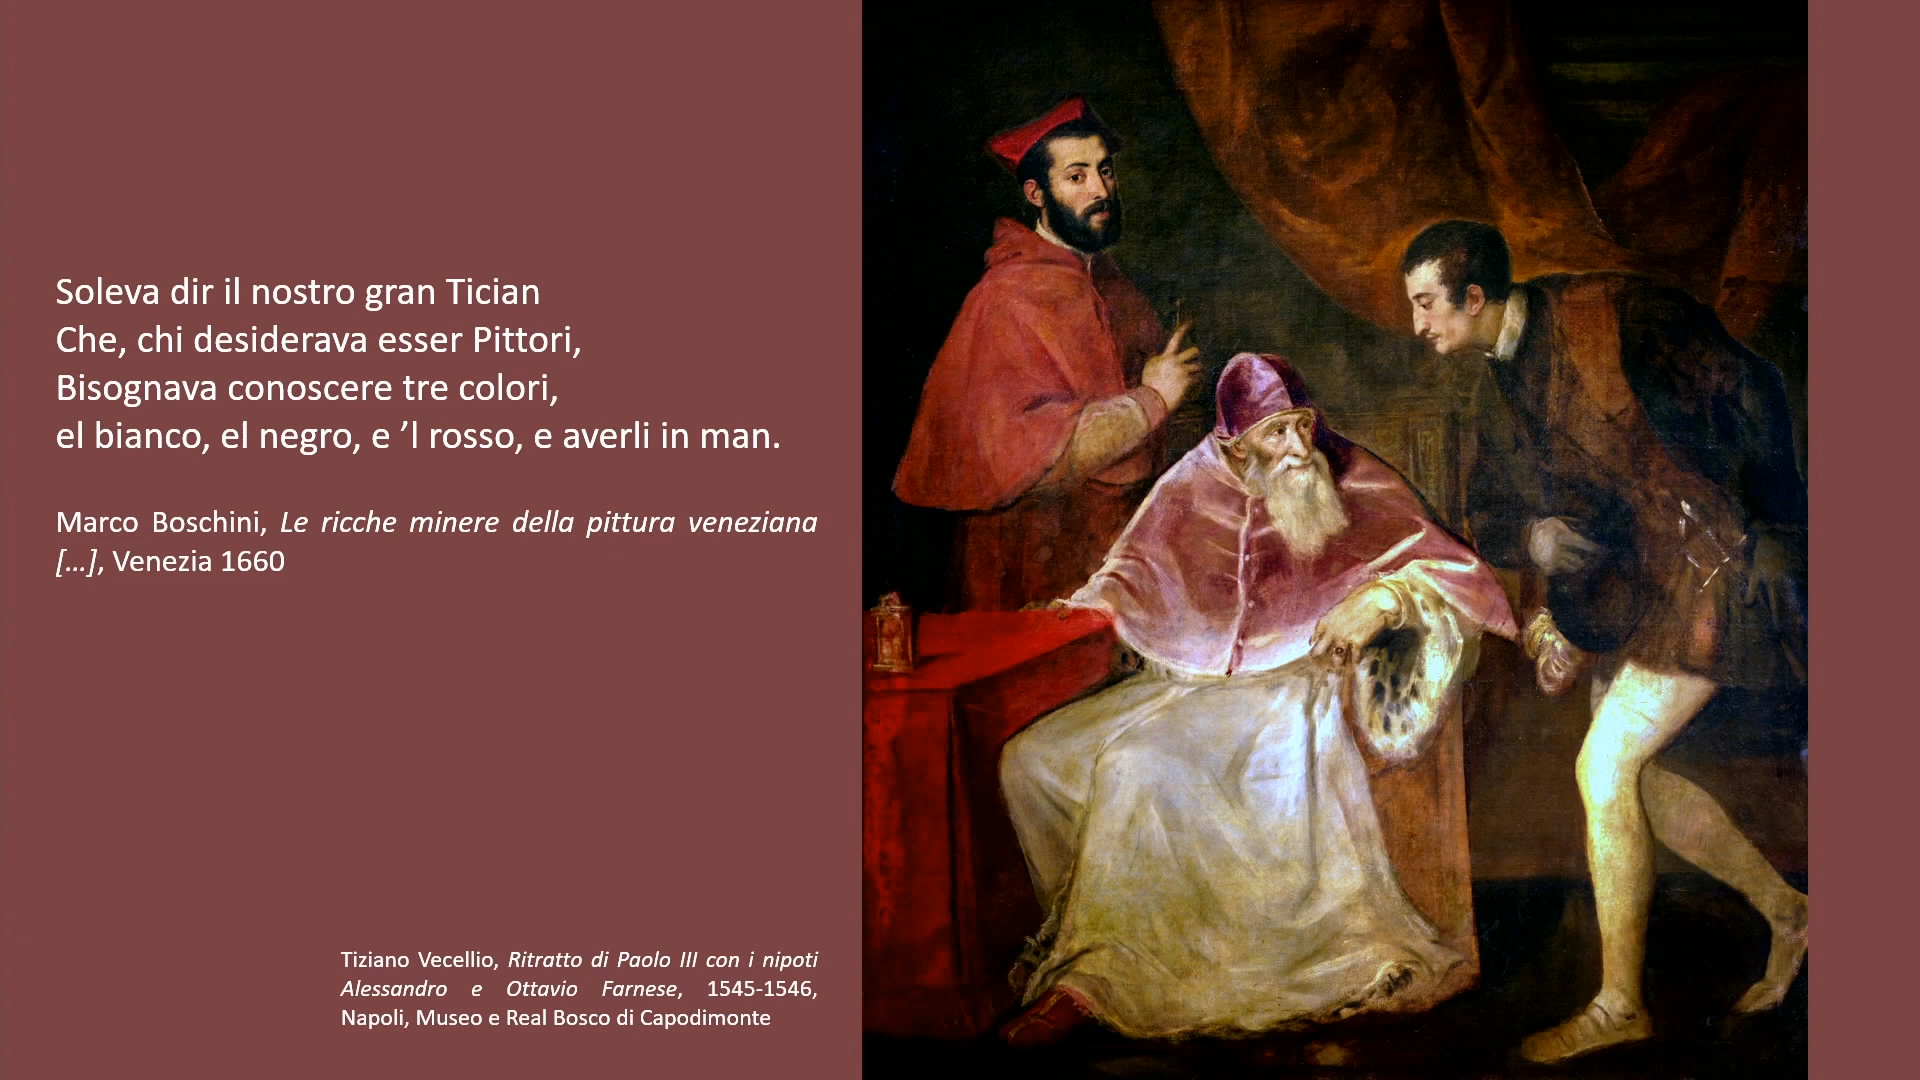 Soleva dir il nostro gran Tician
Che, chi desiderava esser Pittori,
Bisognava conoscere tre colori,
el bianco, el negro, e ’l rosso, e averli in man.
Marco Boschini, Le ricche minere della pittura veneziana
[…], Venezia 1660
Tiziano Vecellio, Ritratto di Paolo III con i nipoti
Alessandro e Ottavio Farnese, 1545-1546,
Napoli, Museo e Real Bosco di Capodimonte